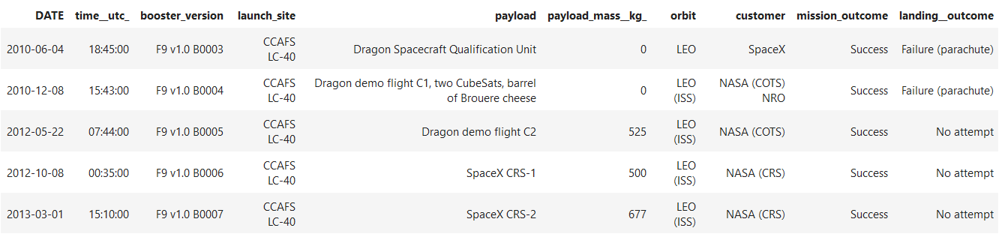 DATE time__utc_ booster_version launch_site payload payload_mass__kg_ orbit customer mission_outcome landing__outcome
2010-06-04 18:45:00 F9 v1.0 B0003 CCAFS LC-40 Dragon Spacecraft Qualification Unit 0 LEO SpaceX Success Failure (parachute)
2010-12-08 15:43:00 F9 v1.0 B0004 CCAFS LC-40 Dragon demo flight C1, two CubeSats, barrel of Brouere cheese 0 LEO (ISS) NASA (COTS) NRO Success Failure (parachute)
2012-05-22 07:44:00 F9 v1.0 B0005 CCAFS LC-40 Dragon demo flight C2 525 LEO (ISS) NASA (COTS) Success No attempt
2012-10-08 00:35:00 F9 v1.0 B0006 CCAFS LC-40 SpaceX CRS-1 500 LEO (ISS) NASA (CRS) Success No attempt
2013-03-01 15:10:00 F9 v1.0 B0007 CCAFS LC-40 SpaceX CRS-2 677 LEO (ISS) NASA (CRS) Success No attempt